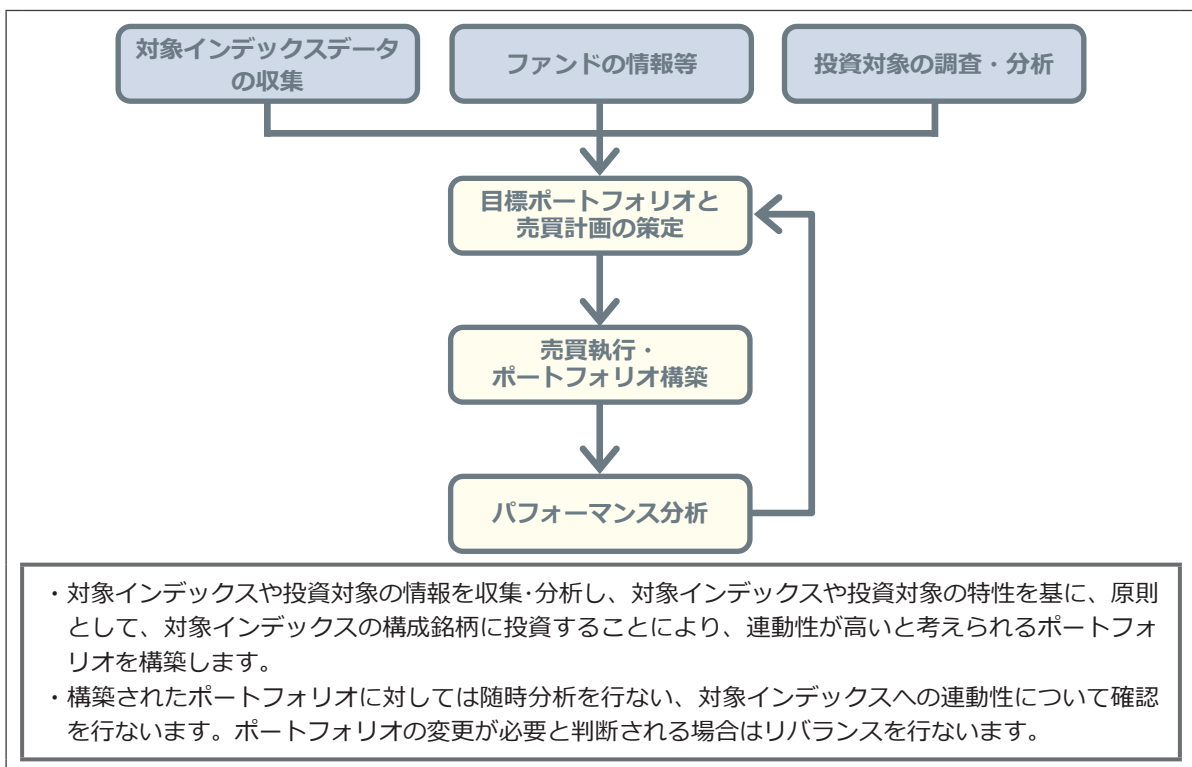 対象インデックスデータ
の収集
ファンドの情報等
投資対象の調査・分析
目標ポートフォリオと
売買計画の策定
売買執行・
ポートフォリオ構築
パフォーマンス分析
・対象インデックスや投資対象の情報を収集･分析し、対象インデックスや投資対象の特性を基に、原則
として、対象インデックスの構成銘柄に投資することにより、連動性が高いと考えられるポートフォ
リオを構築します。
・構築されたポートフォリオに対しては随時分析を行ない、対象インデックスへの連動性について確認
を行ないます。ポートフォリオの変更が必要と判断される場合はリバランスを行ないます。